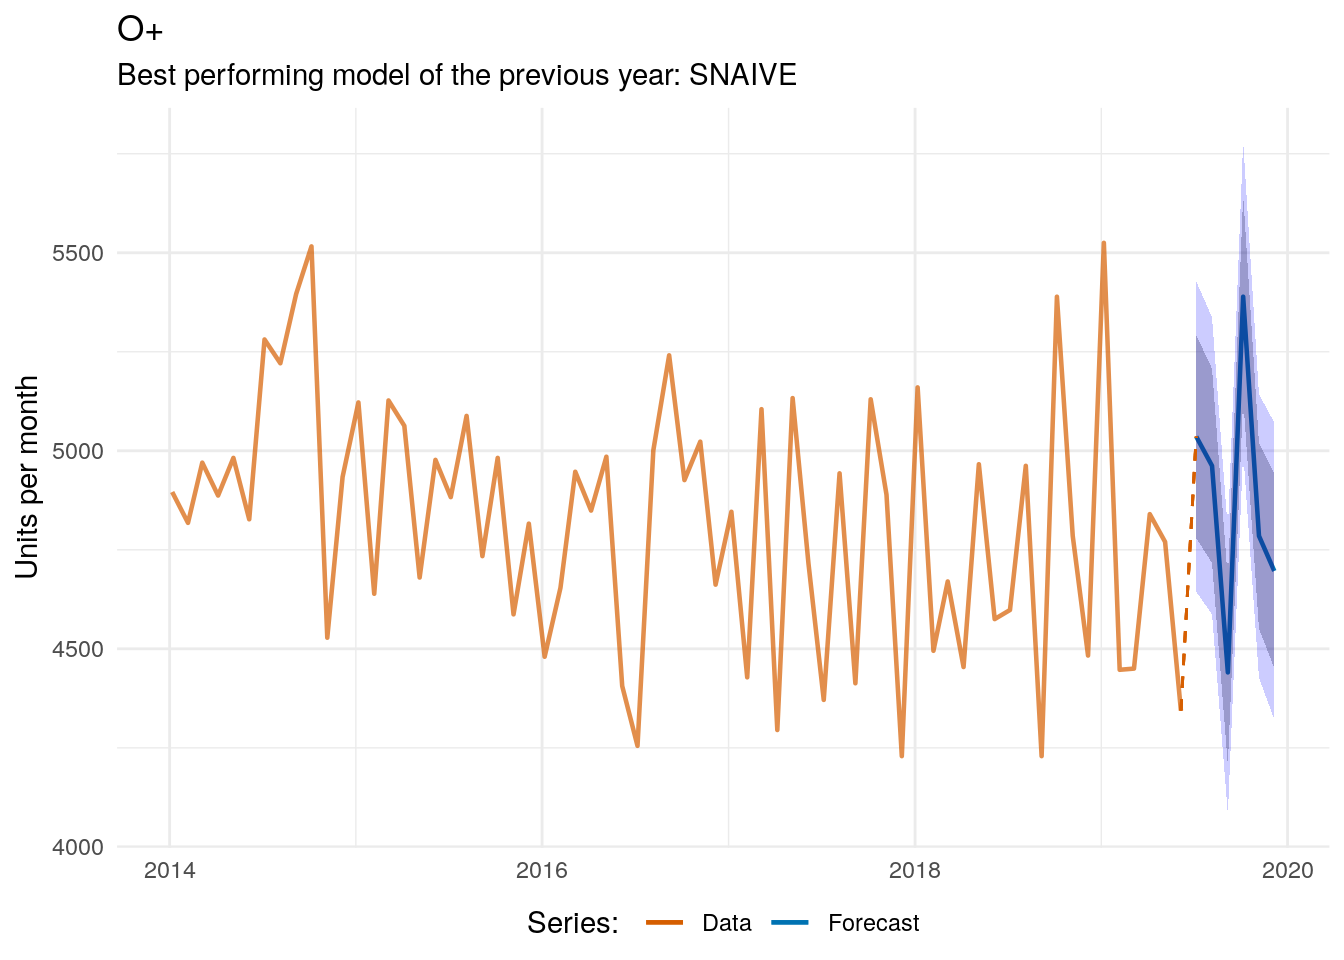 O+
Best performing model of the previous year: SNAIVE
Units per month
5500
5000
4500
4000
2014
2016
2018
2020
Series:
Data
Forecast